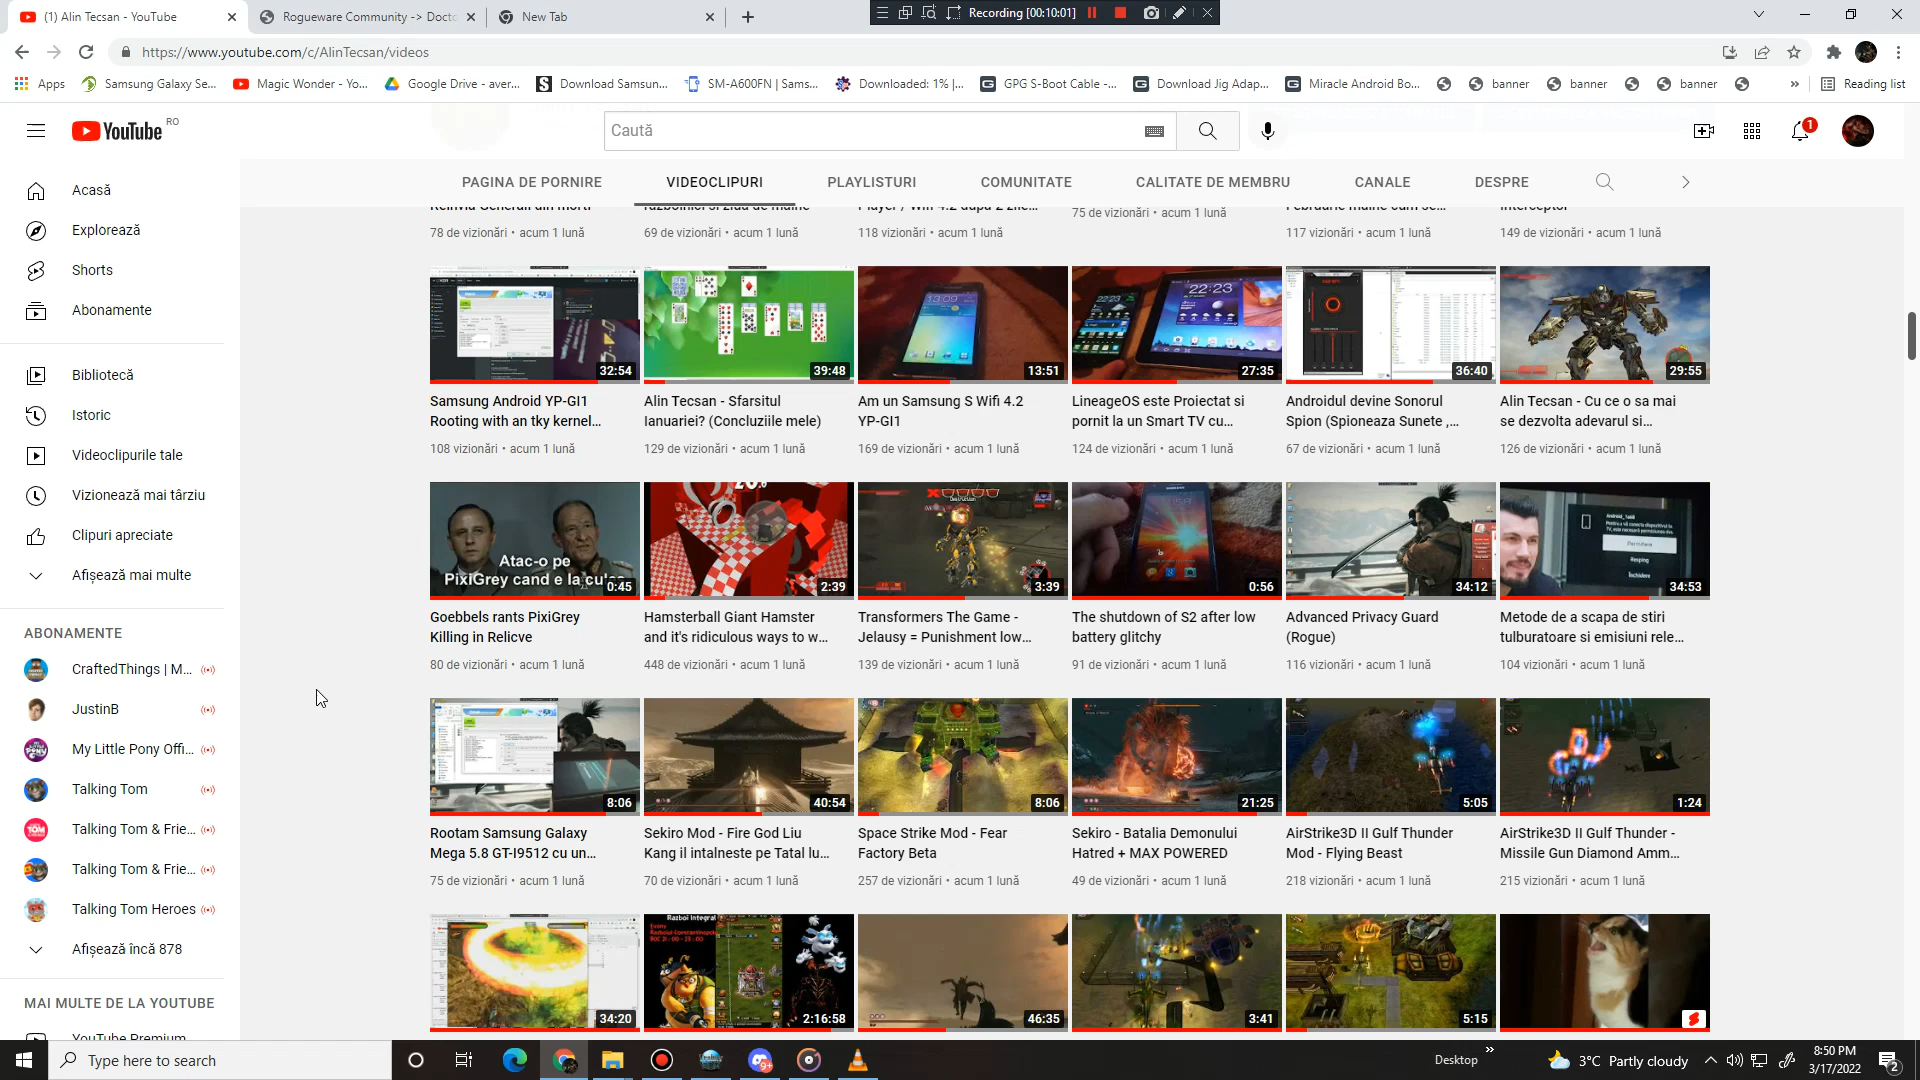 (1) Alin Tecsan - YouTube
Rogueware Community -> Docto
New Tab
Recording [00:10:01]
https://www.youtube.com/c/AlinTecsan/videos
Apps
Samsung Galaxy Se...
Magic Wonder - Yo...
Google Drive - aver...
Download Samsun...
SM-A600FN | Sams...
Downloaded: 1% |...
GPG S-Boot Cable -...
Download Jig Adap...
Miracle Android Bo...
banner
banner
banner
»
Reading list
YouTube RO
Caută
1
PAGINA DE PORNIRE
VIDEOCLIPURI
PLAYLISTURI
COMUNITATE
CALITATE DE MEMBRU
CANALE
DESPRE
Acasă
Explorează
Shorts
Abonamente
Bibliotecă
Istoric
Videoclipurile tale
Vizionează mai târziu
Clipuri apreciate
Afișează mai multe
ABONAMENTE
CraftedThings | M...
JustinB
My Little Pony Offi...
Talking Tom
Talking Tom & Frie...
Talking Tom & Frie...
Talking Tom Heroes
Afișează încă 878
MAI MULTE DE LA YOUTUBE
YouTube Premium
78 de vizionări • acum 1 lună
69 de vizionări • acum 1 lună
118 vizionări • acum 1 lună
75 de vizionări • acum 1 lună
117 vizionări • acum 1 lună
149 de vizionări • acum 1 lună
32:54
39:48
13:09
13:51
22:23
22:23
27:35
36:40
29:55
Samsung Android YP-GI1
Rooting with an tky kernel...
108 vizionări • acum 1 lună
Alin Tecsan - Sfarsitul
Ianuariei? (Concluziile mele)
129 de vizionări • acum 1 lună
Am un Samsung S Wifi 4.2
YP-GI1
169 de vizionări • acum 1 lună
LineageOS este Proiectat si
pornit la un Smart TV cu...
124 de vizionări • acum 1 lună
Androidul devine Sonorul
Spion (Spioneaza Sunete ,...
67 de vizionări • acum 1 lună
Alin Tecsan - Cu ce o sa mai
se dezvolta adevarul si...
126 de vizionări • acum 1 lună
Atac-o pe
PixiGrey cand e la culcare
0:45
2:39
3:39
0:56
34:12
Permitere
Resping
Închidere
34:53
Goebbels rants PixiGrey
Killing in Relicve
80 de vizionări • acum 1 lună
Hamsterball Giant Hamster
and it's ridiculous ways to w...
448 de vizionări • acum 1 lună
Transformers The Game -
Jelausy = Punishment low...
139 de vizionări • acum 1 lună
The shutdown of S2 after low
battery glitchy
91 de vizionări • acum 1 lună
Advanced Privacy Guard
(Rogue)
116 vizionări • acum 1 lună
Metode de a scapa de stiri
tulburatoare si emisiuni rele...
104 vizionări • acum 1 lună
8:06
40:54
8:06
21:25
5:05
1:24
Rootam Samsung Galaxy
Mega 5.8 GT-I9512 cu un...
75 de vizionări • acum 1 lună
Sekiro Mod - Fire God Liu
Kang il intalneste pe Tatal lu...
70 de vizionări • acum 1 lună
Space Strike Mod - Fear
Factory Beta
257 de vizionări • acum 1 lună
Sekiro - Batalia Demonului
Hatred + MAX POWERED
49 de vizionări • acum 1 lună
AirStrike3D II Gulf Thunder
Mod - Flying Beast
218 vizionări • acum 1 lună
AirStrike3D II Gulf Thunder -
Missile Gun Diamond Amm...
215 vizionări • acum 1 lună
34:20
Razboi Integral
2:16:58
46:35
3:41
5:15
Type here to search
Desktop
»
3°C Partly cloudy
8:50 PM
3/17/2022
2